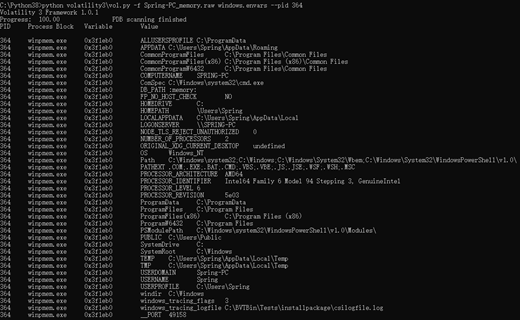 C:\Python38>python volatility3\vol.py -f Spring-PC_memory.raw windows.envars --pid 364
Volatility 3 Framework 1.0.1
Progress: 100.00 PDB scanning finished
PID Process Block Variable Value
364 winpmem.exe 0x3f1eb0 ALLUSERSPROFILE C:\ProgramData
364 winpmem.exe 0x3f1eb0 APPDATA C:\Users\Spring\AppData\Roaming
364 winpmem.exe 0x3f1eb0 CommonProgramFiles C:\Program Files\Common Files
364 winpmem.exe 0x3f1eb0 CommonProgramFiles(x86) C:\Program Files (x86)\Common Files
364 winpmem.exe 0x3f1eb0 CommonProgramW6432 C:\Program Files\Common Files
364 winpmem.exe 0x3f1eb0 COMPUTERNAME SPRING-PC
364 winpmem.exe 0x3f1eb0 ComSpec C:\Windows\system32\cmd.exe
364 winpmem.exe 0x3f1eb0 DB_PATH :memory:
364 winpmem.exe 0x3f1eb0 FP_NO_HOST_CHECK NO
364 winpmem.exe 0x3f1eb0 HOMEDRIVE C:
364 winpmem.exe 0x3f1eb0 HOMEPATH \Users\Spring
364 winpmem.exe 0x3f1eb0 LOCALAPPDATA C:\Users\Spring\AppData\Local
364 winpmem.exe 0x3f1eb0 LOGONSERVER \\SPRING-PC
364 winpmem.exe 0x3f1eb0 NODE_TLS_REJECT_UNAUTHORIZED 0
364 winpmem.exe 0x3f1eb0 NUMBER_OF_PROCESSORS 2
364 winpmem.exe 0x3f1eb0 ORIGINAL_XDG_CURRENT_DESKTOP undefined
364 winpmem.exe 0x3f1eb0 OS Windows_NT
364 winpmem.exe 0x3f1eb0 Path C:\Windows\system32;C:\Windows;C:\Windows\System32\Wbem;C:\Windows\System32\WindowsPowerShell\v1.0\
364 winpmem.exe 0x3f1eb0 PATHEXT .COM;.EXE;.BAT;.CMD;.VBS;.VBE;.JS;.JSE;.WSF;.WSH;.MSC
364 winpmem.exe 0x3f1eb0 PROCESSOR_ARCHITECTURE AMD64
364 winpmem.exe 0x3f1eb0 PROCESSOR_IDENTIFIER Intel64 Family 6 Model 94 Stepping 3, GenuineIntel
364 winpmem.exe 0x3f1eb0 PROCESSOR_LEVEL 6
364 winpmem.exe 0x3f1eb0 PROCESSOR_REVISION 5e03
364 winpmem.exe 0x3f1eb0 ProgramData C:\ProgramData
364 winpmem.exe 0x3f1eb0 ProgramFiles C:\Program Files
364 winpmem.exe 0x3f1eb0 ProgramFiles(x86) C:\Program Files (x86)
364 winpmem.exe 0x3f1eb0 ProgramW6432 C:\Program Files
364 winpmem.exe 0x3f1eb0 PSModulePath C:\Windows\system32\WindowsPowerShell\v1.0\Modules\
364 winpmem.exe 0x3f1eb0 PUBLIC C:\Users\Public
364 winpmem.exe 0x3f1eb0 SystemDrive C:
364 winpmem.exe 0x3f1eb0 SystemRoot C:\Windows
364 winpmem.exe 0x3f1eb0 TEMP C:\Users\Spring\AppData\Local\Temp
364 winpmem.exe 0x3f1eb0 TMP C:\Users\Spring\AppData\Local\Temp
364 winpmem.exe 0x3f1eb0 USERDOMAIN Spring-PC
364 winpmem.exe 0x3f1eb0 USERNAME Spring
364 winpmem.exe 0x3f1eb0 USERPROFILE C:\Users\Spring
364 winpmem.exe 0x3f1eb0 windir C:\Windows
364 winpmem.exe 0x3f1eb0 windows_tracing_flags 3
364 winpmem.exe 0x3f1eb0 windows_tracing_logfile C:\BVTBin\Tests\installpackage\csilogfile.log
364 winpmem.exe 0x3f1eb0 __PORT 49158